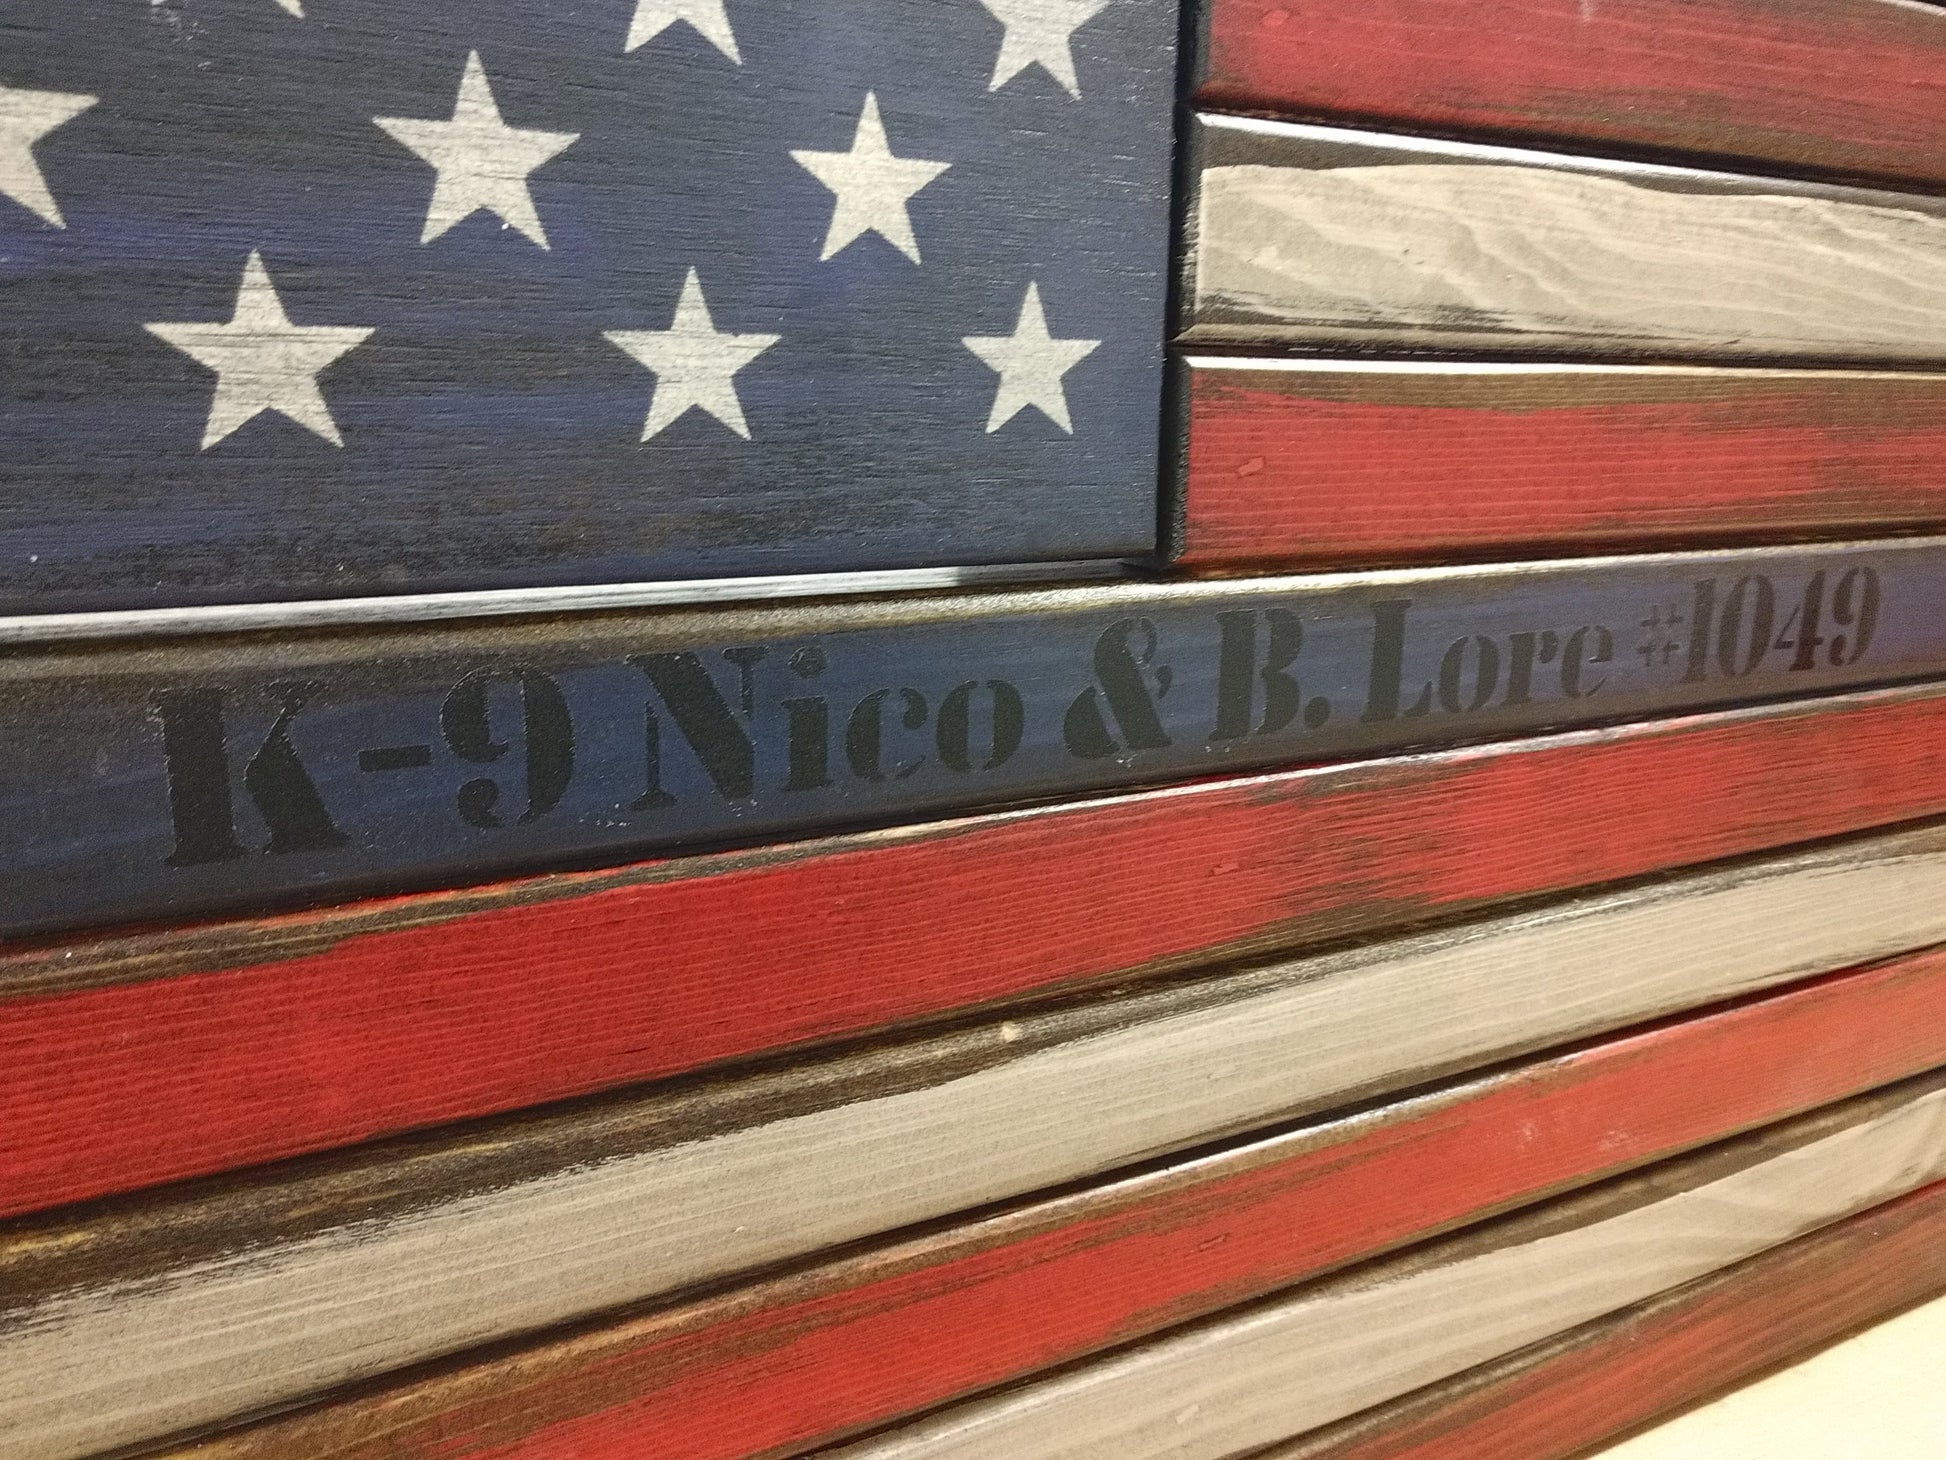 K-9 Nico & B. Lore #1049